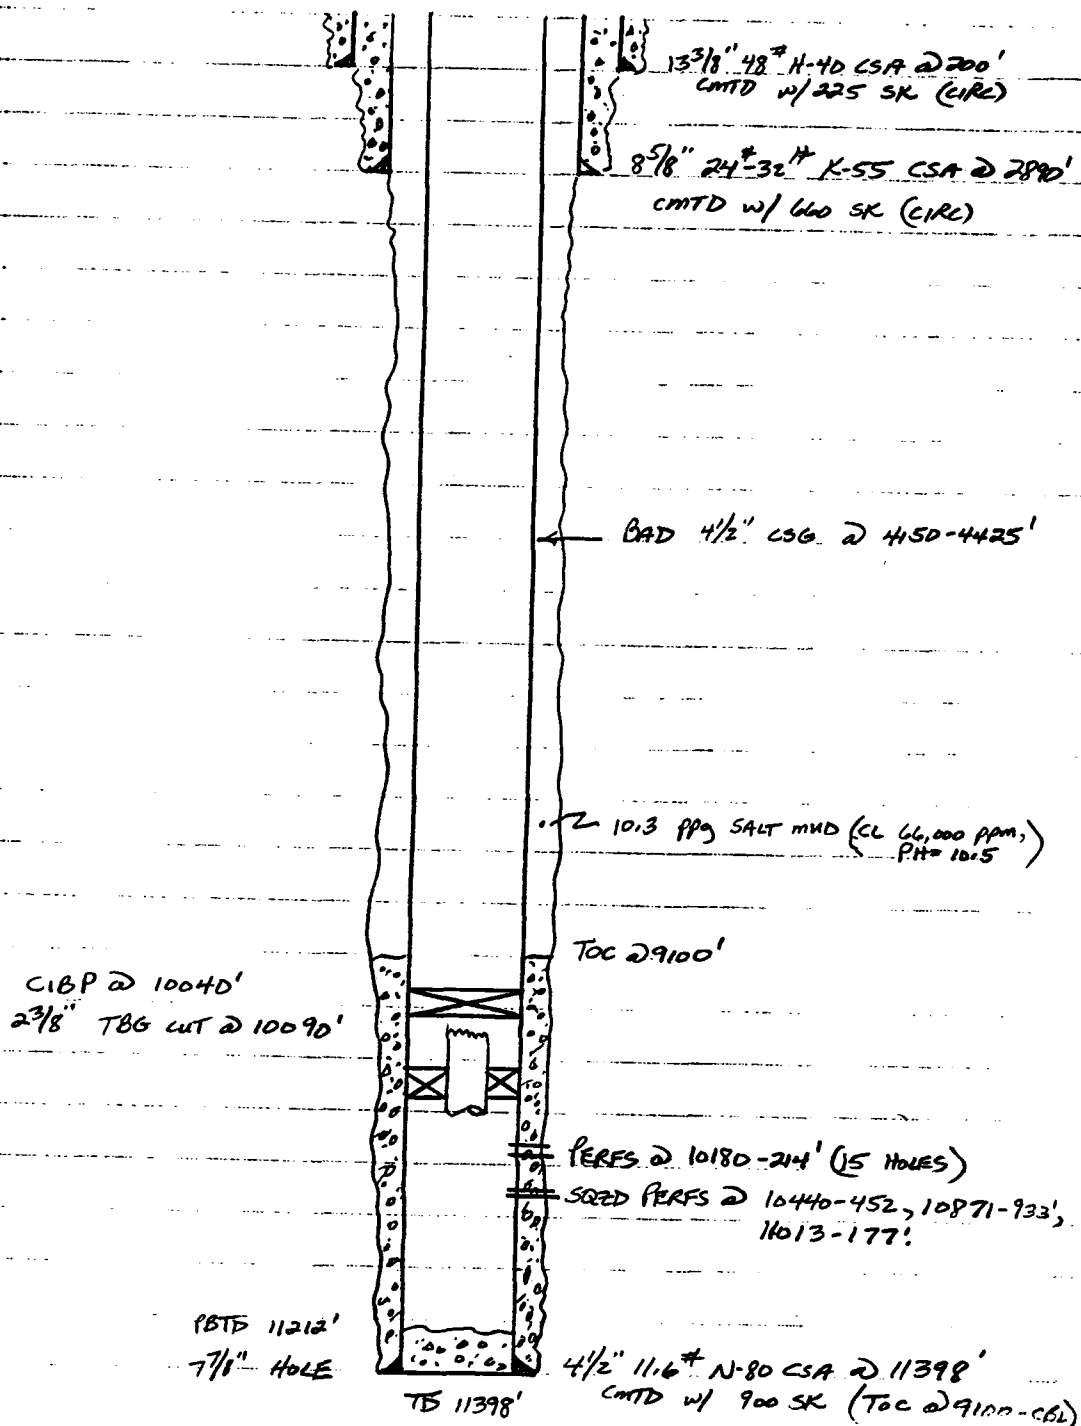 13 3/8" 48# H-40 CSA @ 200'
CMTD w/ 225 SK (CIRC)
8 5/8" 24#-32# K-55 CSA @ 2890'
CMTD w/ 660 SK (CIRC)
BAD 4 1/2" CSG @ 4150-4425'
10.3 ppg SALT MUD (CL 66,000 ppm,
PH= 10.5)
TOC @ 9100'
CIBP @ 10040'
2 3/8" TBG CUT @ 10090'
PERFS @ 10180-214' (15 HOLES)
SQZD PERFS @ 10440-452, 10871-933',
11013-177'.
PBTD 11212'
7 7/8" HOLE
4 1/2" 11.6# N-80 CSA @ 11398'
CMTD w/ 900 SK (TOC @ 9100-CBL)
TD 11398'